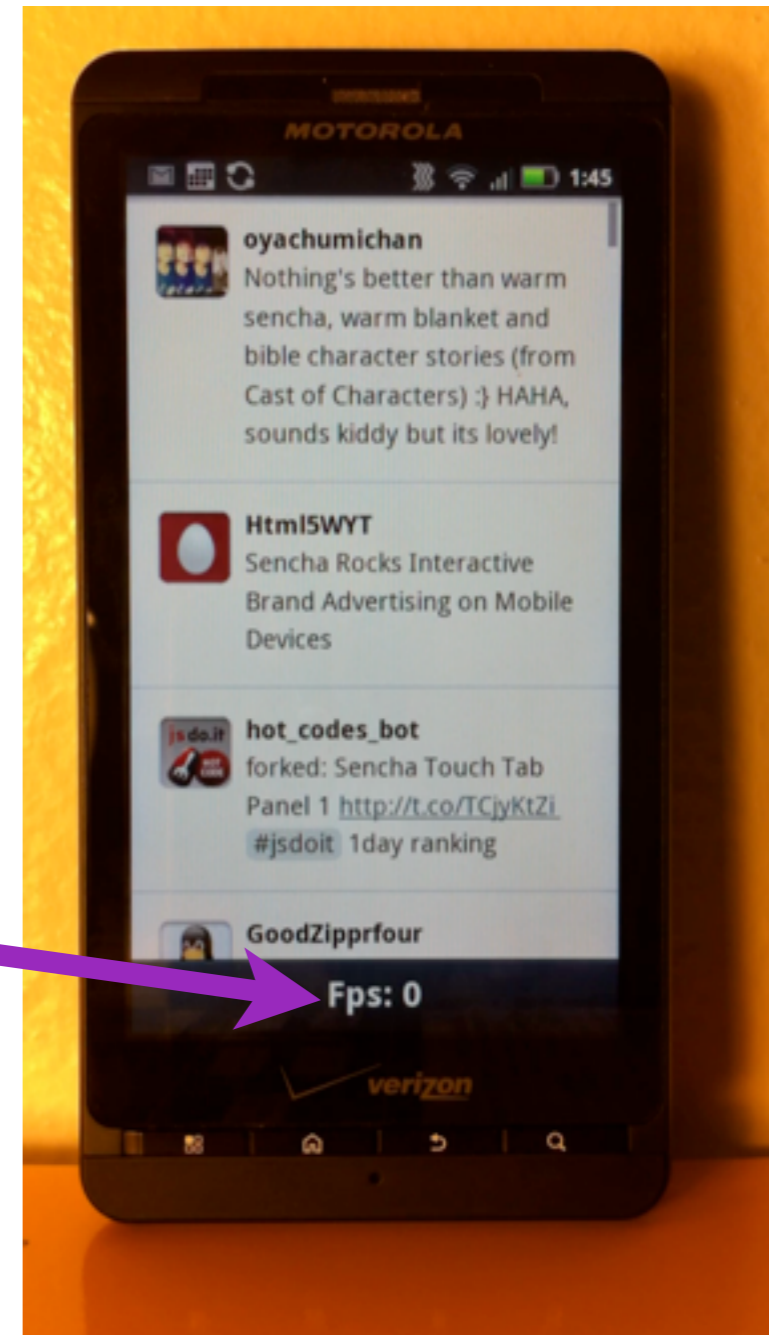 MOTOROLA
1:45
oyachumichan
Nothing's better than warm
sencha, warm blanket and
bible character stories (from
Cast of Characters) :} HAHA,
sounds kiddy but its lovely!
Html5WYT
Sencha Rocks Interactive
Brand Advertising on Mobile
Devices
jsdo.it
HOT
CODE
hot_codes_bot
forked: Sencha Touch Tab
Panel 1 http://t.co/TCjyKtZi
#jsdoit 1day ranking
GoodZipprfour
Fps: 0
verizon